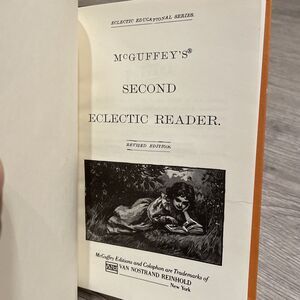 ECLECTIC EDUCATIONAL SERIES.
McGUFFEY'S®
SECOND
ECLECTIC READER.
REVISED EDITION.
McGuffey Editions and Colophon are Trademarks of
VAN NOSTRAND REINHOLD
New York